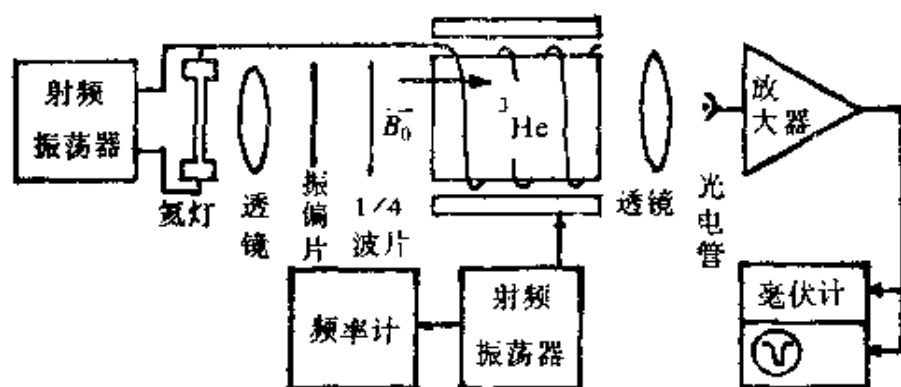 射频
振荡器
氦灯
透镜
振偏片
1/4
波片
B₀
³He
透镜
光电管
放大器
频率计
射频
振荡器
毫伏计